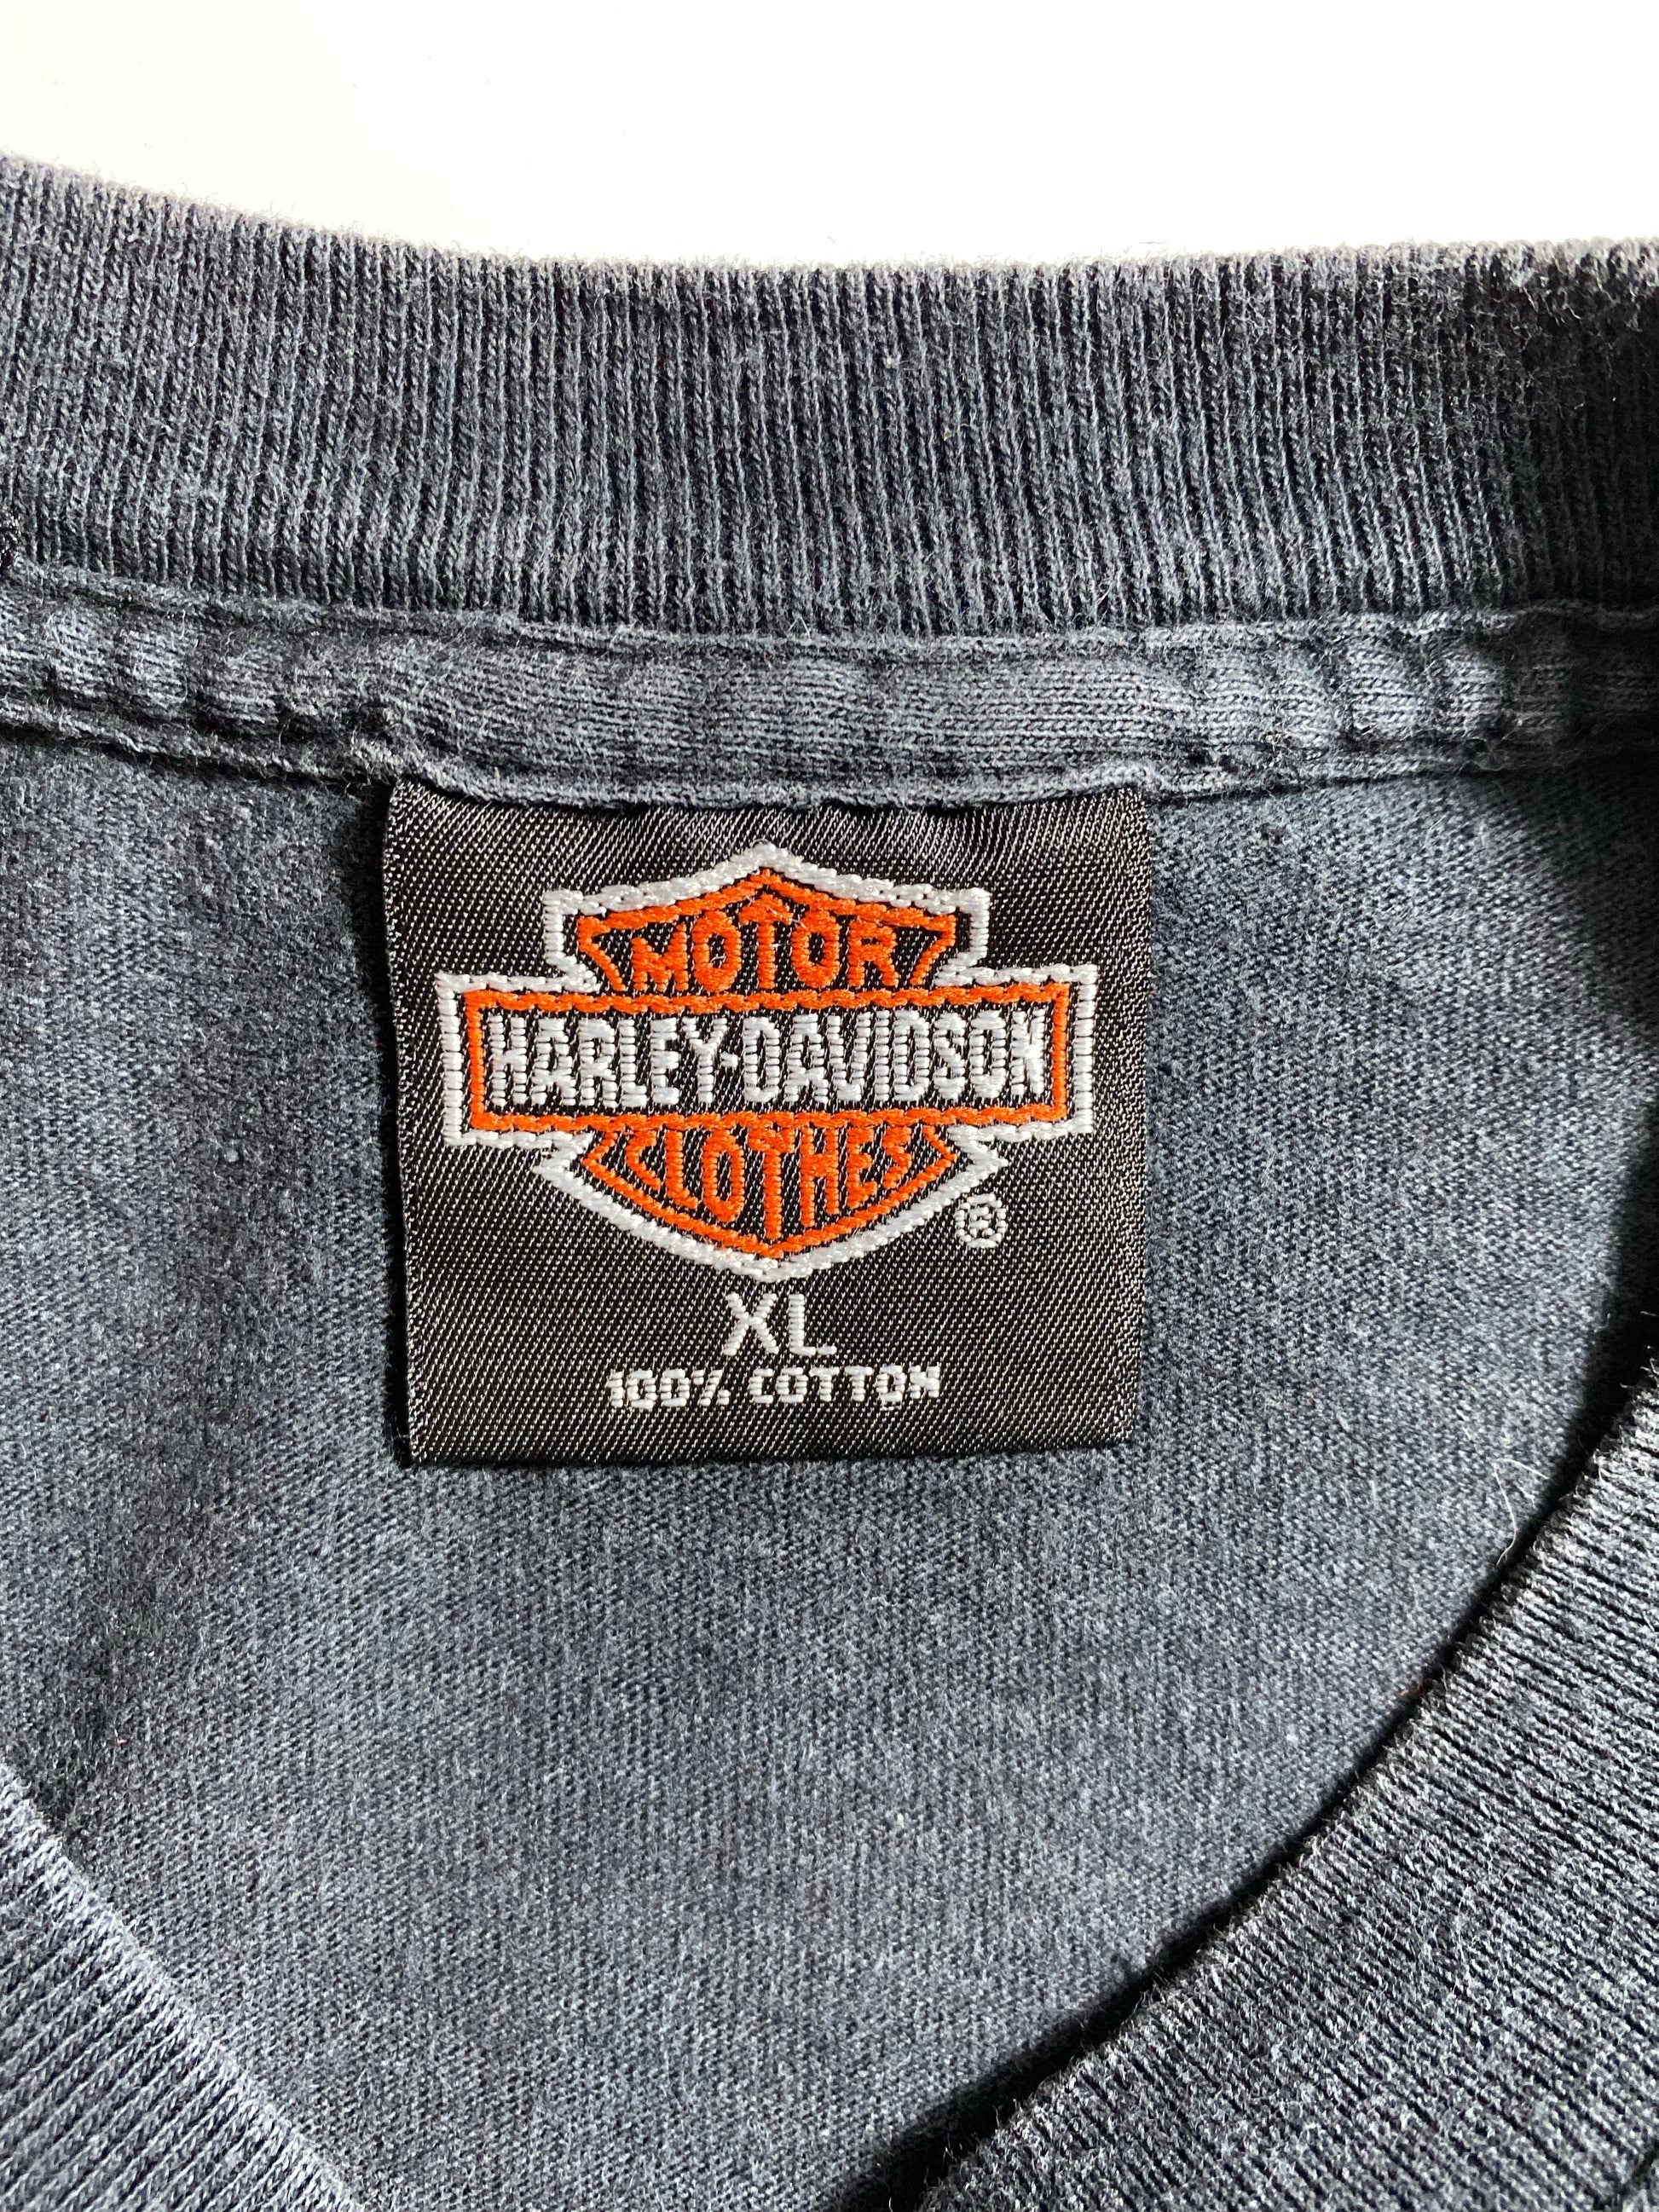 MOTOR
HARLEY-DAVIDSON
CLOTHES
®
XL
100% COTTON